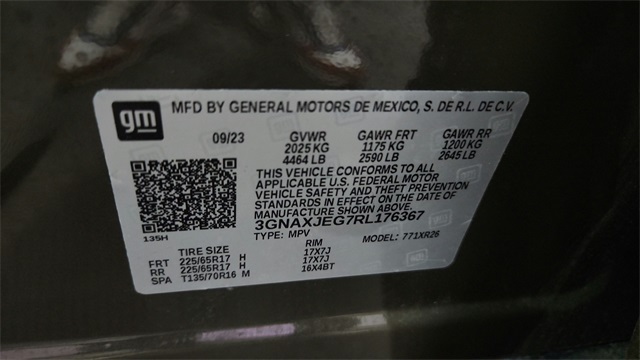 gm MFD BY GENERAL MOTORS DE MEXICO, S. DE R.L. DE C.V.
09/23 GVWR GAWR FRT GAWR RR
2025 KG 1175 KG 1200 KG
4464 LB 2590 LB 2645 LB
THIS VEHICLE CONFORMS TO ALL
APPLICABLE U.S. FEDERAL MOTOR
VEHICLE SAFETY AND THEFT PREVENTION
STANDARDS IN EFFECT ON THE DATE OF
MANUFACTURE SHOWN ABOVE.
3GNAXJEG7RL176367
135H TYPE: MPV MODEL: 771XR26
TIRE SIZE RIM
FRT 225/65R17 H 17X7J
RR 225/65R17 H 17X7J
SPA T135/70R16 M 16X4BT